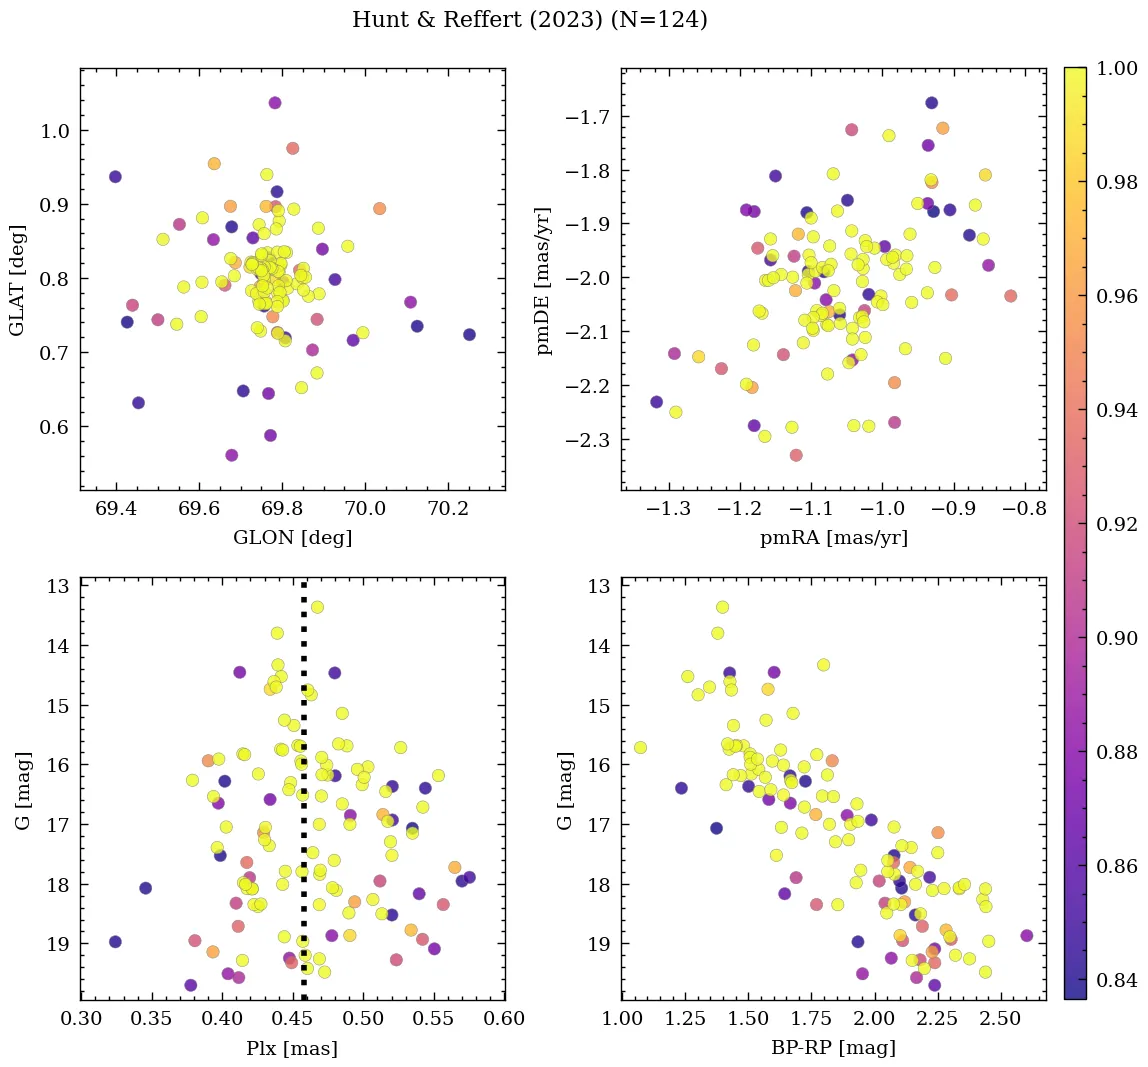 Hunt & Reffert (2023) (N=124)
1.0
0.9
0.8
0.7
0.6
GLAT [deg]
69.4 69.6 69.8 70.0 70.2
GLON [deg]
−1.7
−1.8
−1.9
−2.0
−2.1
−2.2
−2.3
pmDE [mas/yr]
−1.3 −1.2 −1.1 −1.0 −0.9 −0.8
pmRA [mas/yr]
13
14
15
16
17
18
19
G [mag]
0.30 0.35 0.40 0.45 0.50 0.55 0.60
Plx [mas]
13
14
15
16
17
18
19
G [mag]
1.00 1.25 1.50 1.75 2.00 2.25 2.50
BP-RP [mag]
1.00
0.98
0.96
0.94
0.92
0.90
0.88
0.86
0.84